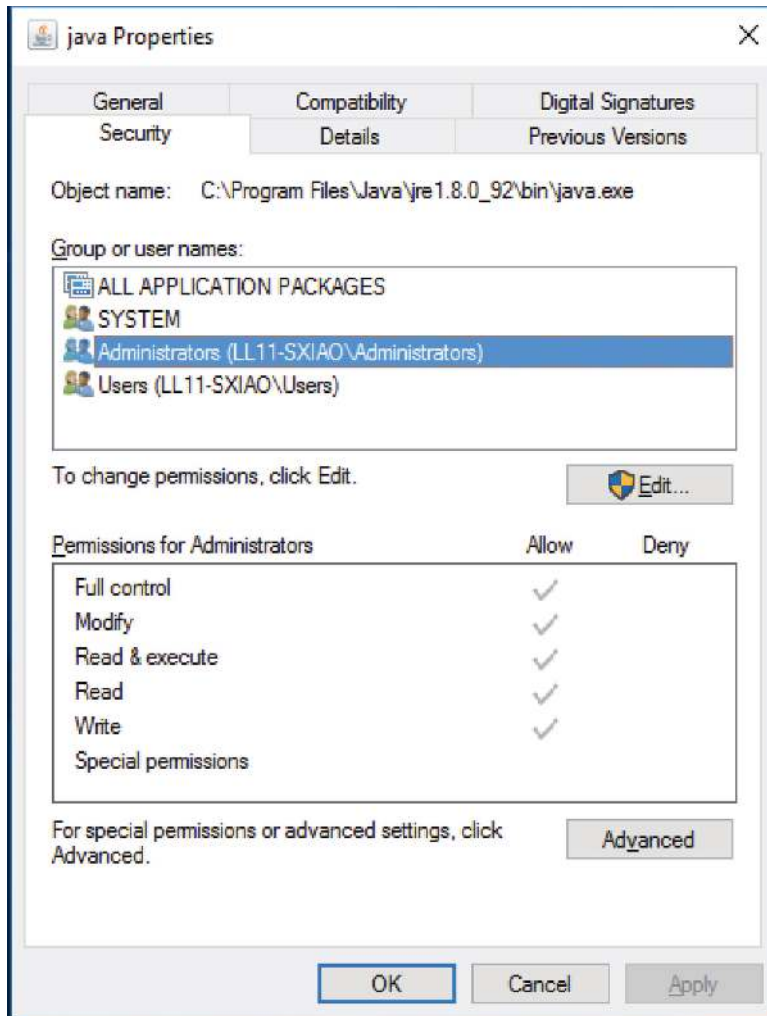 java Properties
General Compatibility Digital Signatures
Security Details Previous Versions
Object name: C:\Program Files\Java\jre1.8.0_92\bin\java.exe
Group or user names:
ALL APPLICATION PACKAGES
SYSTEM
Administrators (LL11-SXIAO\Administrators)
Users (LL11-SXIAO\Users)
To change permissions, click Edit.
Edit...
Permissions for Administrators Allow Deny
Full control
Modify
Read & execute
Read
Write
Special permissions
For special permissions or advanced settings, click
Advanced.
Advanced
OK Cancel Apply